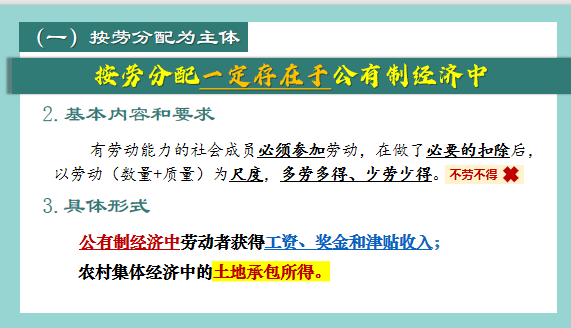 （一）按劳分配为主体
按劳分配一定存在于公有制经济中
2.基本内容和要求
有劳动能力的社会成员必须参加劳动，在做了必要的扣除后，
以劳动（数量+质量）为尺度，多劳多得、少劳少得。不劳不得
3.具体形式
公有制经济中劳动者获得工资、奖金和津贴收入；
农村集体经济中的土地承包所得。